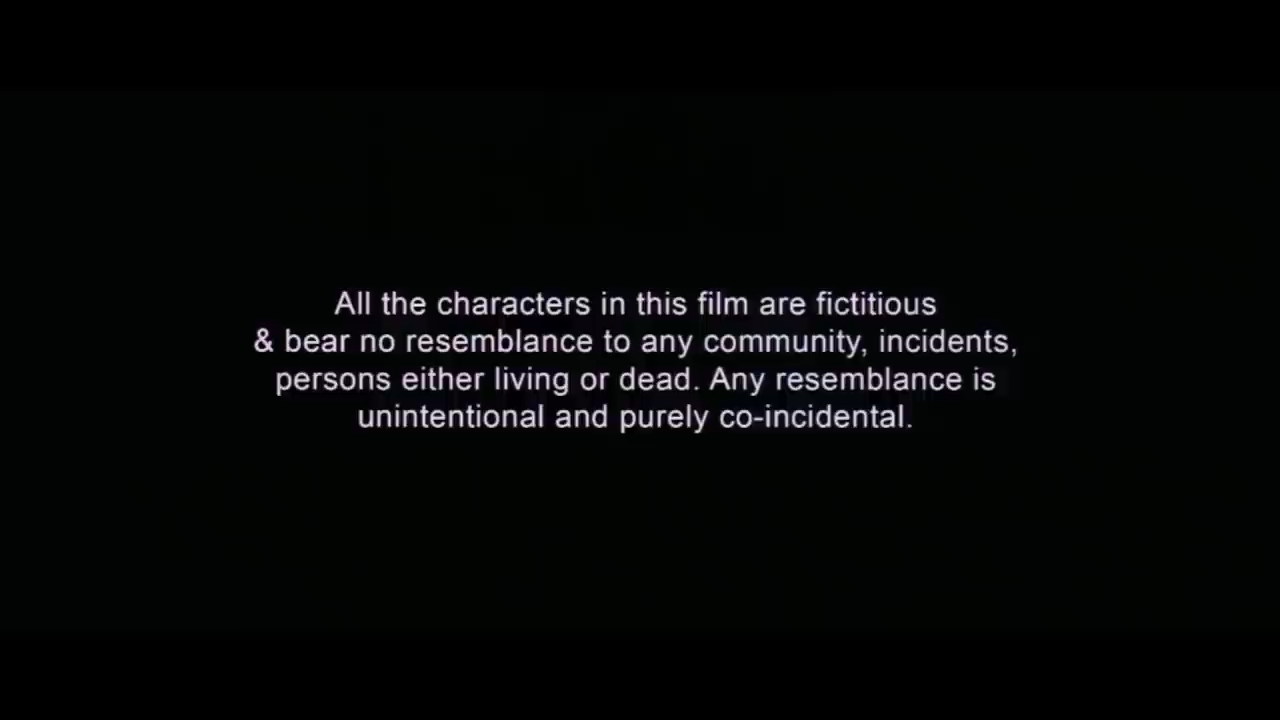 All the characters in this film are fictitious
& bear no resemblance to any community, incidents,
persons either living or dead. Any resemblance is
unintentional and purely co-incidental.